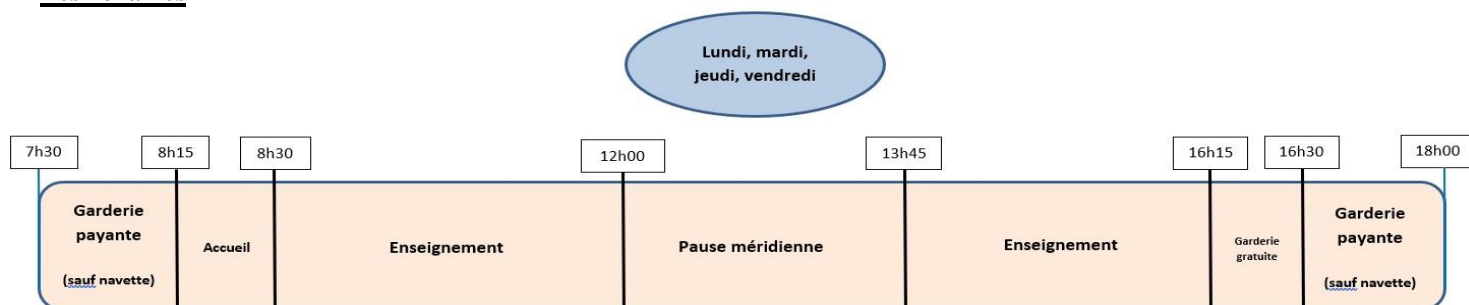 Lundi, mardi,
jeudi, vendredi
7h30
8h15
8h30
12h00
13h45
16h15
16h30
18h00
Garderie
payante
(sauf navette)
Accueil
Enseignement
Pause méridienne
Enseignement
Garderie
gratuite
Garderie
payante
(sauf navette)